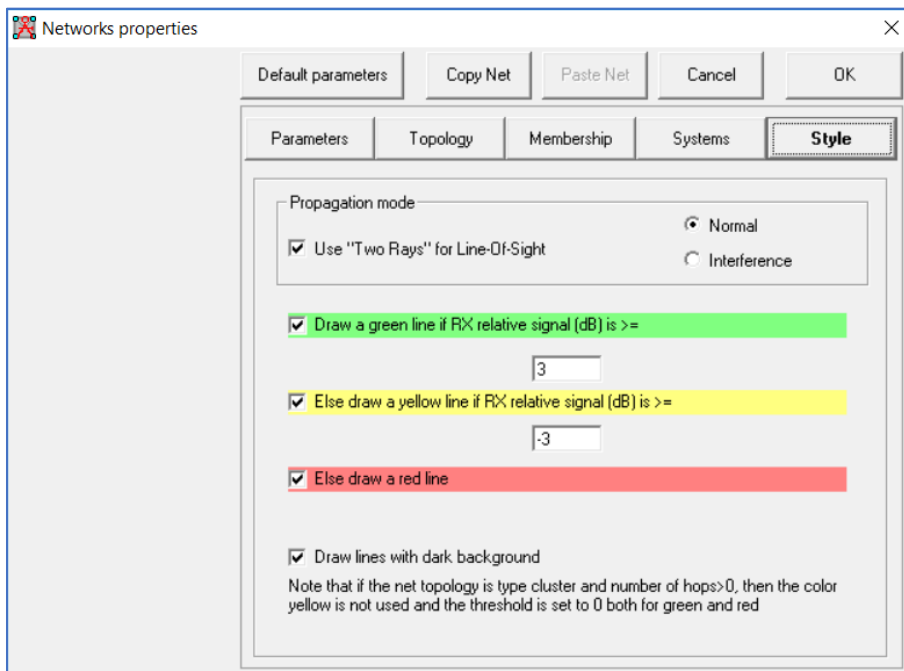 Networks properties
Default parameters Copy Net Paste Net Cancel OK
Parameters Topology Membership Systems Style
Propagation mode
Normal
Use "Two Rays" for Line-Of-Sight
Interference
Draw a green line if RX relative signal (dB) is >=
3
Else draw a yellow line if RX relative signal (dB) is >=
-3
Else draw a red line
Draw lines with dark background
Note that if the net topology is type cluster and number of hops>0, then the color
yellow is not used and the threshold is set to 0 both for green and red